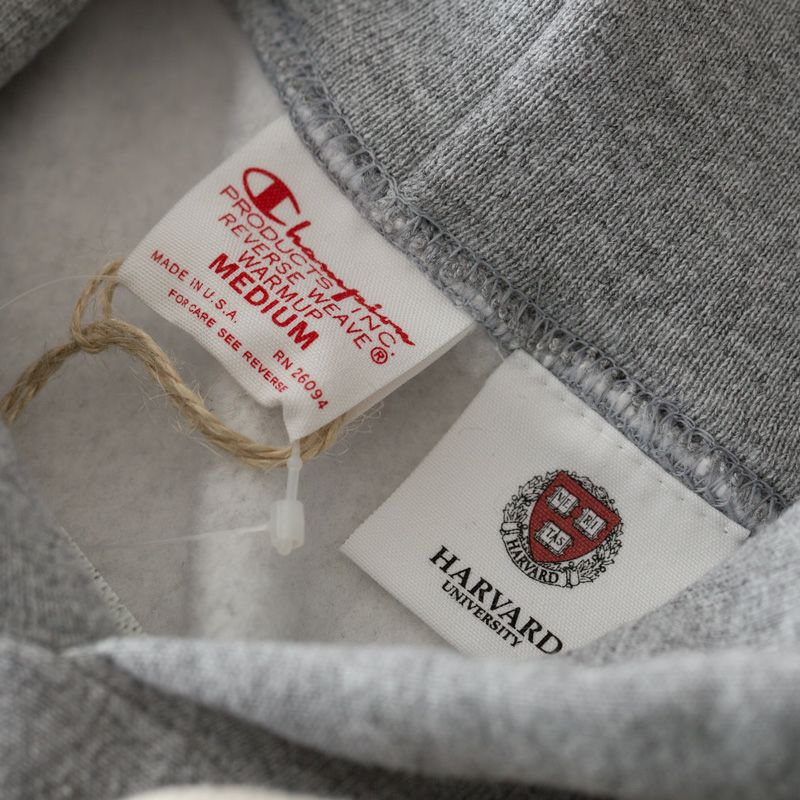 Champion
PRODUCTS INC.
REVERSE WEAVE®
WARMUP
MEDIUM
MADE IN U.S.A. RN 26094
FOR CARE SEE REVERSE
VE RI
TAS
HARVARD
HARVARD
UNIVERSITY